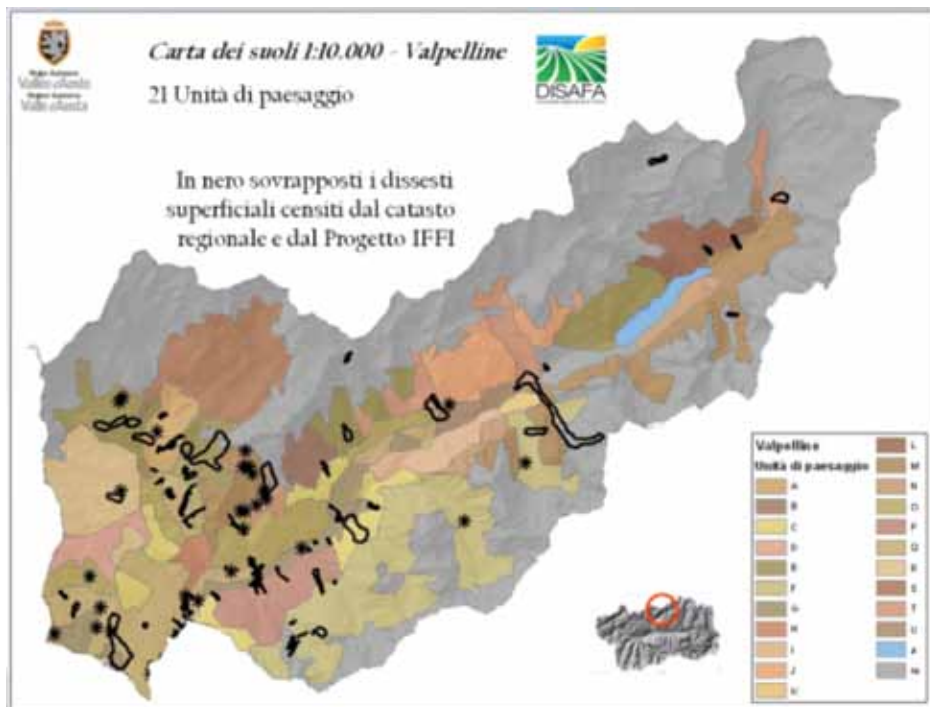 Carta dei suoli 1:10.000 - Valpelline
21 Unità di paesaggio
DISAFA
In nero sovrapposti i dissesti
superficiali censiti dal catasto
regionale e dal Progetto IFFI
Valpelline
Unità di paesaggio
A
B
C
D
E
F
G
H
I
J
L
M
N
O
P
Q
R
S
T
U